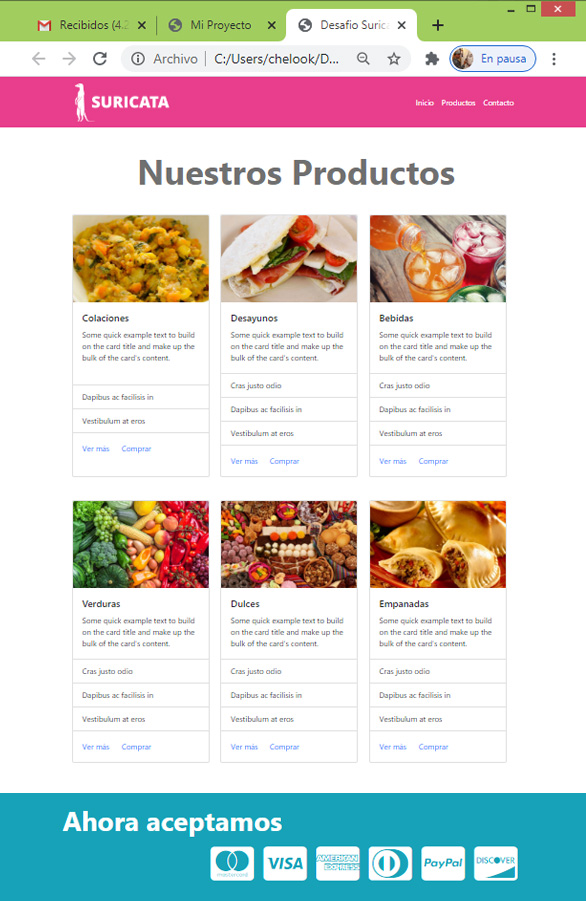 Recibidos (4.2
Mi Proyecto
Desafio Surica
Archivo
C:/Users/chelook/D...
En pausa
SURICATA
Inicio Productos Contacto
Nuestros Productos
Colaciones
Some quick example text to build
on the card title and make up the
bulk of the card's content.
Dapibus ac facilisis in
Vestibulum at eros
Ver más Comprar
Desayunos
Some quick example text to build
on the card title and make up the
bulk of the card's content.
Cras justo odio
Dapibus ac facilisis in
Vestibulum at eros
Ver más Comprar
Bebidas
Some quick example text to build
on the card title and make up the
bulk of the card's content.
Cras justo odio
Dapibus ac facilisis in
Vestibulum at eros
Ver más Comprar
Verduras
Some quick example text to build
on the card title and make up the
bulk of the card's content.
Cras justo odio
Dapibus ac facilisis in
Vestibulum at eros
Ver más Comprar
Dulces
Some quick example text to build
on the card title and make up the
bulk of the card's content.
Cras justo odio
Dapibus ac facilisis in
Vestibulum at eros
Ver más Comprar
Empanadas
Some quick example text to build
on the card title and make up the
bulk of the card's content.
Cras justo odio
Dapibus ac facilisis in
Vestibulum at eros
Ver más Comprar
Ahora aceptamos
mastercard
VISA
AMERICAN
EXPRESS
PayPal
DISCOVER